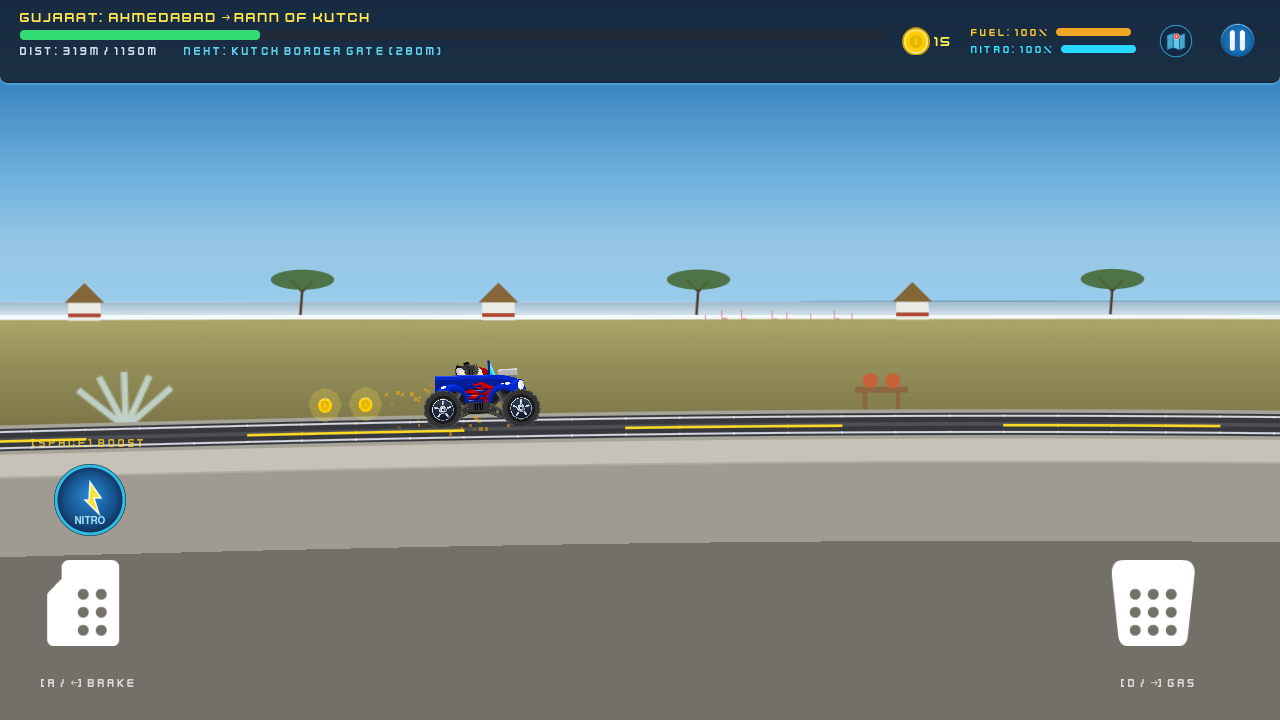 GUJARAT: AHMEDABAD → RANN OF KUTCH
DIST: 319M / 1150M
NEXT: KUTCH BORDER GATE (280M)
15
FUEL: 100%
NITRO: 100%
[SPACE] BOOST
NITRO
[A / ←] BRAKE
[D / →] GAS